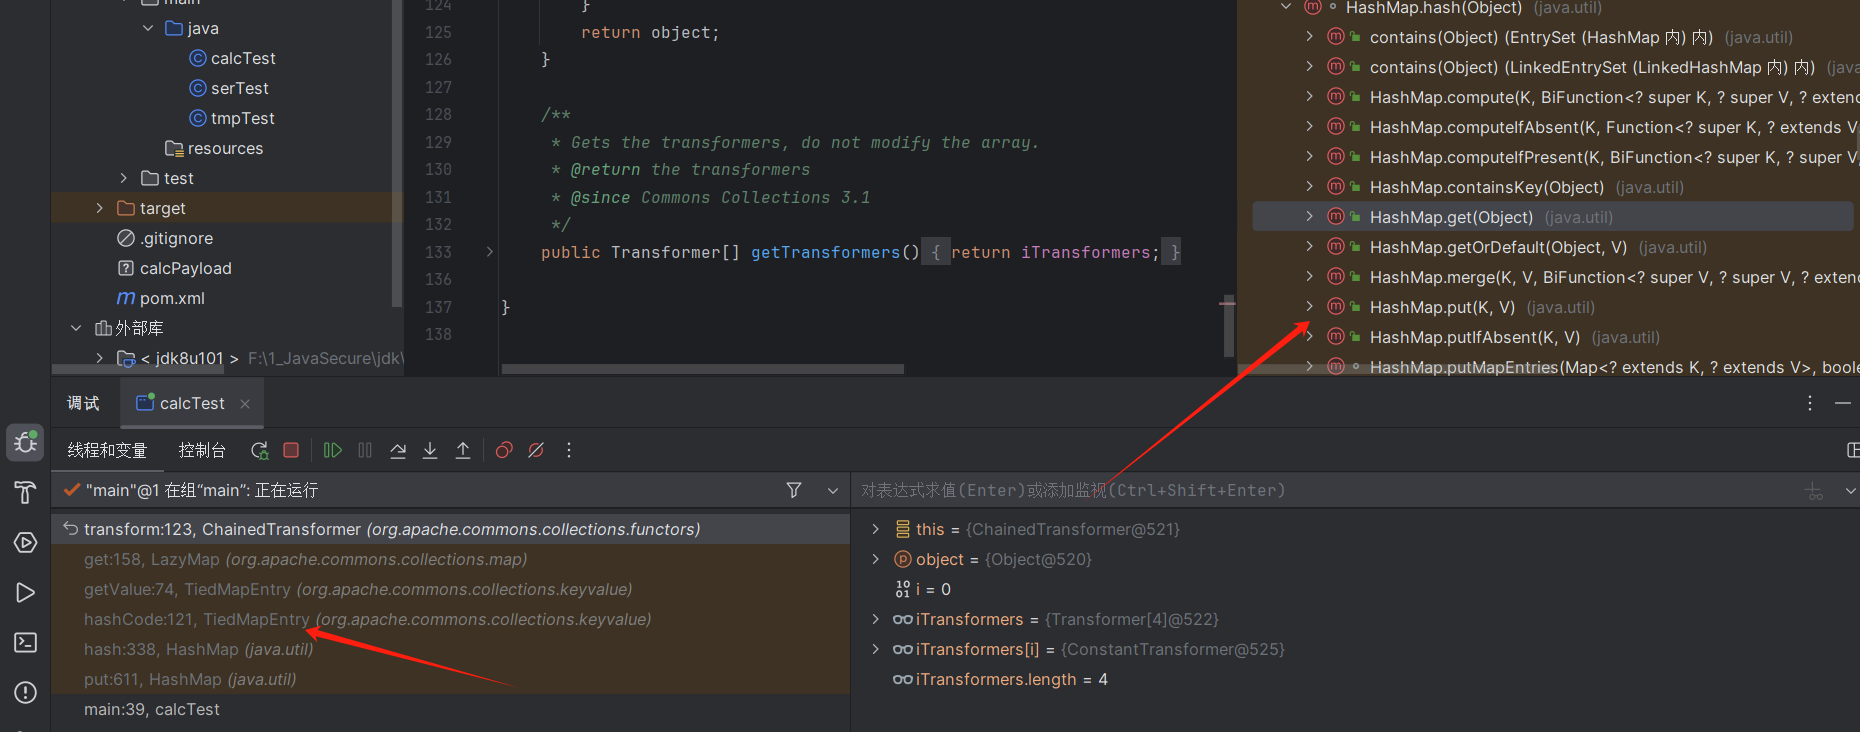 main
java
calcTest
serTest
tmpTest
resources
test
target
.gitignore
calcPayload
pom.xml
外部库
< jdk8u101 > F:\1_JavaSecure\jdk\
124 }
125 return object;
126 }
127
128 /**
129 * Gets the transformers, do not modify the array.
130 * @return the transformers
131 * @since Commons Collections 3.1
132 */
133 public Transformer[] getTransformers() { return iTransformers; }
136
137 }
138
HashMap.hash(Object) (java.util)
contains(Object) (EntrySet (HashMap 内) 内) (java.util)
contains(Object) (LinkedEntrySet (LinkedHashMap 内) 内) (java
HashMap.compute(K, BiFunction<? super K, ? super V, ? exten
HashMap.computeIfAbsent(K, Function<? super K, ? extends V
HashMap.computeIfPresent(K, BiFunction<? super K, ? super V,
HashMap.containsKey(Object) (java.util)
HashMap.get(Object) (java.util)
HashMap.getOrDefault(Object, V) (java.util)
HashMap.merge(K, V, BiFunction<? super V, ? super V, ? exten
HashMap.put(K, V) (java.util)
HashMap.putIfAbsent(K, V) (java.util)
HashMap.putMapEntries(Map<? extends K, ? extends V>, boole
调试 calcTest
线程和变量 控制台
"main"@1 在组“main”: 正在运行
transform:123, ChainedTransformer (org.apache.commons.collections.functors)
get:158, LazyMap (org.apache.commons.collections.map)
getValue:74, TiedMapEntry (org.apache.commons.collections.keyvalue)
hashCode:121, TiedMapEntry (org.apache.commons.collections.keyvalue)
hash:338, HashMap (java.util)
put:611, HashMap (java.util)
main:39, calcTest
对表达式求值(Enter)或添加监视(Ctrl+Shift+Enter)
this = {ChainedTransformer@521}
object = {Object@520}
i = 0
iTransformers = {Transformer[4]@522}
iTransformers[i] = {ConstantTransformer@525}
iTransformers.length = 4